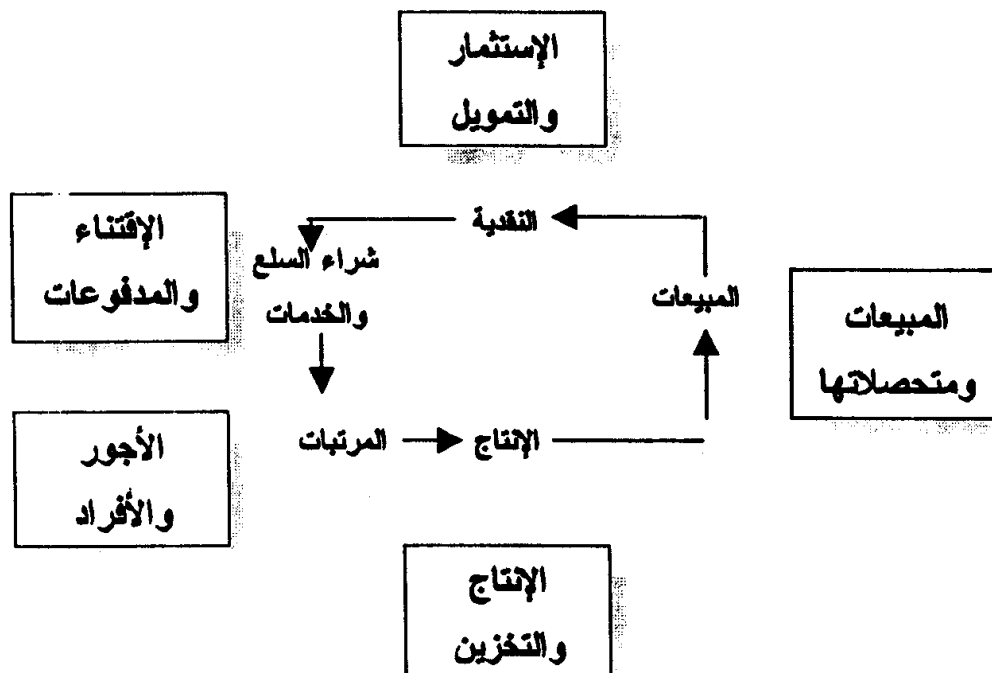 الإستثمار
والتمويل
الإقتناء
والمدفوعات
النقدية
شراء السلع
والخدمات
المبيعات
المبيعات
ومتحصلاتها
الأجور
والأفراد
المرتبات
الإنتاج
الإنتاج
والتخزين